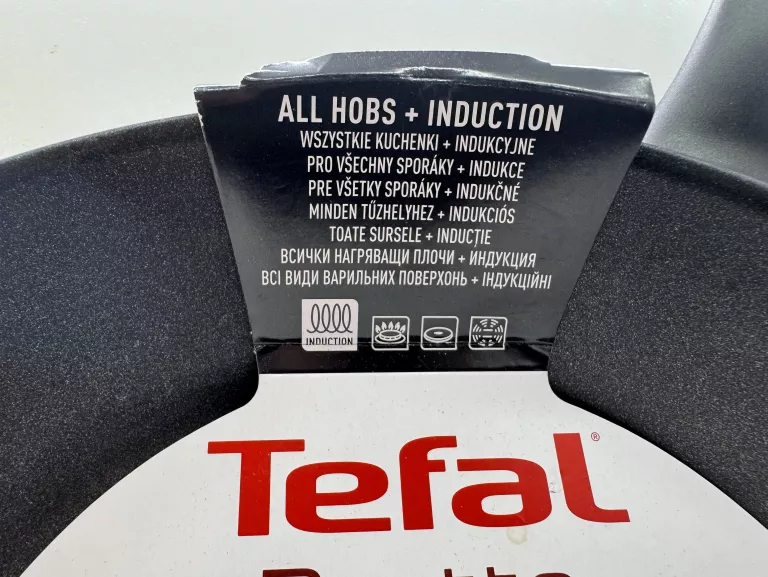 ALL HOBS + INDUCTION
WSZYSTKIE KUCHENKI + INDUKCYJNE
PRO VŠECHNY SPORÁKY + INDUKCE
PRE VŠETKY SPORÁKY + INDUKČNÉ
MINDEN TŰZHELYHEZ + INDUKCIÓS
TOATE SURSELE + INDUCȚIE
ВСИЧКИ НАГРЯВАЩИ ПЛОЧИ + ИНДУКЦИЯ
ВСІ ВИДИ ВАРИЛЬНИХ ПОВЕРХОНЬ + ІНДУКЦІЙНІ
INDUCTION
Tefal®